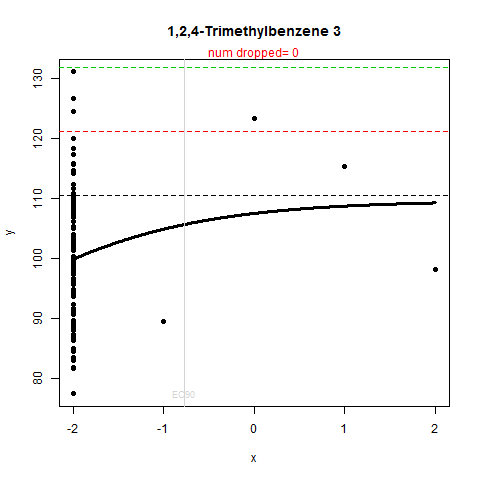 1,2,4-Trimethylbenzene 3
num dropped= 0
130
120
110
100
90
80
y
EC90
-2 -1 0 1 2
x